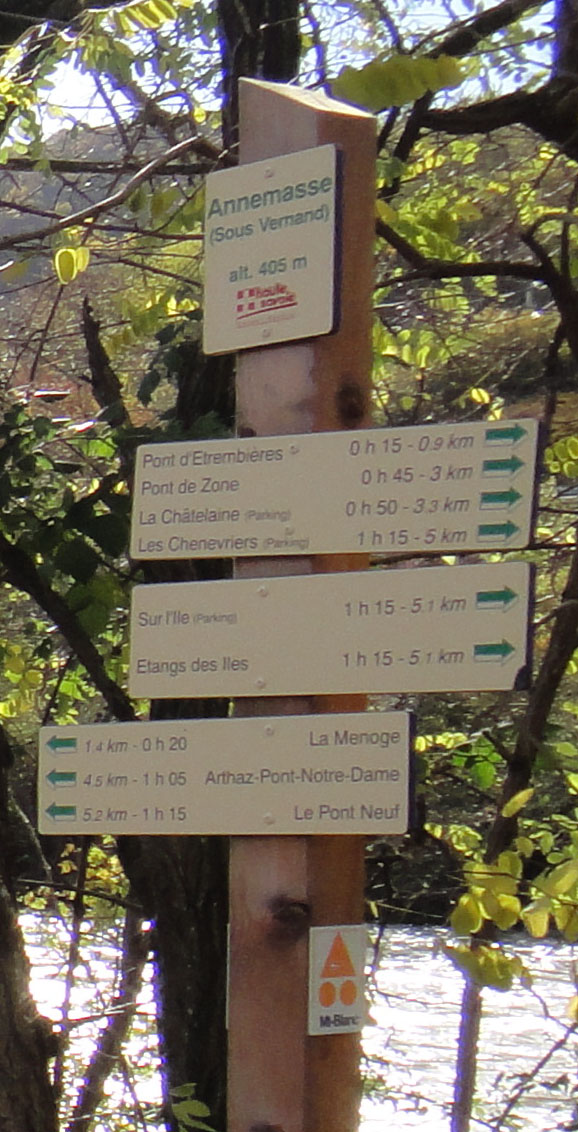 Annemasse
(Sous Vernand)
alt. 405 m
haute
savoie
Pont d'Etrembières 0 h 15 - 0.9 km
Pont de Zone 0 h 45 - 3 km
La Châtelaine (Parking) 0 h 50 - 3.3 km
Les Chenevriers (Parking) 1 h 15 - 5 km
Sur l'Ile (Parking) 1 h 15 - 5.1 km
Etangs des Iles 1 h 15 - 5.1 km
1.4 km - 0 h 20 La Menoge
4.5 km - 1 h 05 Arthaz-Pont-Notre-Dame
5.2 km - 1 h 15 Le Pont Neuf
Mt-Blanc